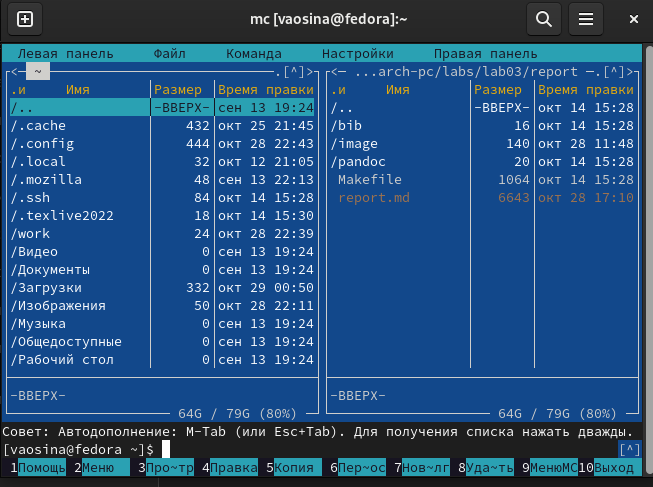 mc [vaosina@fedora]:~
Левая панель Файл Команда Настройки Правая панель
<─ ~ .[^]> <─ ...arch-pc/labs/lab03/report ─.[^]>
.и Имя Размер Время правки .и Имя Размер Время правки
/.. -ВВЕРХ- сен 13 19:24 /.. -ВВЕРХ- окт 14 15:28
/.cache 432 окт 25 21:45 /bib 16 окт 14 15:28
/.config 444 окт 28 22:43 /image 140 окт 28 11:48
/.local 32 окт 12 21:05 /pandoc 20 окт 14 15:28
/.mozilla 48 сен 13 22:13 Makefile 1064 окт 14 15:28
/.ssh 84 окт 14 15:28 report.md 6643 окт 28 17:10
/.texlive2022 18 окт 14 15:30
/work 24 окт 28 22:39
/Видео 0 сен 13 19:24
/Документы 0 сен 13 19:24
/Загрузки 332 окт 29 00:50
/Изображения 50 окт 28 22:11
/Музыка 0 сен 13 19:24
/Общедоступные 0 сен 13 19:24
/Рабочий стол 0 сен 13 19:24
-ВВЕРХ- -ВВЕРХ-
64G / 79G (80%) 64G / 79G (80%)
Совет: Автодополнение: M-Tab (или Esc+Tab). Для получения списка нажать дважды.
[vaosina@fedora ~]$ [^]
1Помощь 2Меню 3Про~тр 4Правка 5Копия 6Пер~ос 7Нов~лг 8Уда~ть 9МенюMC 10Выход